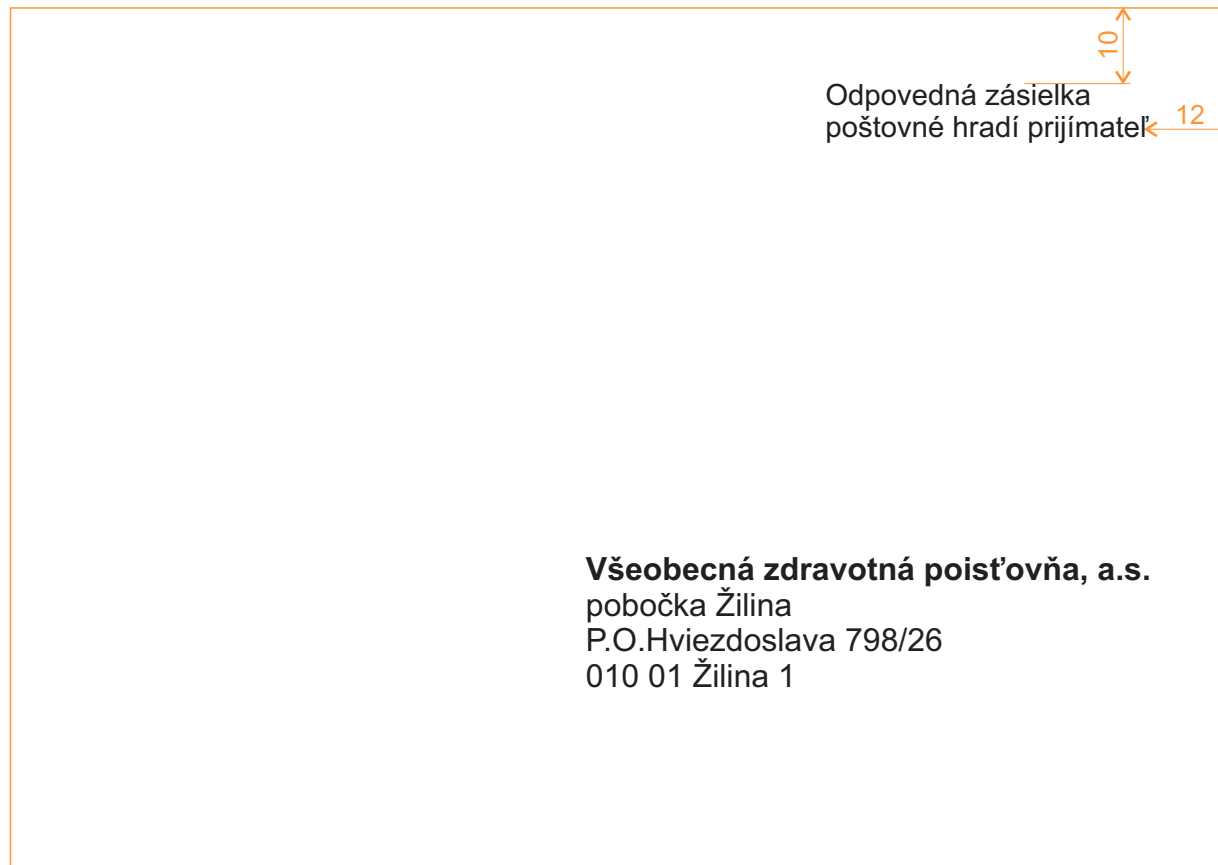 10
Odpovedná zásielka
poštovné hradí prijímateľ
12
Všeobecná zdravotná poisťovňa, a.s.
pobočka Žilina
P.O.Hviezdoslava 798/26
010 01 Žilina 1